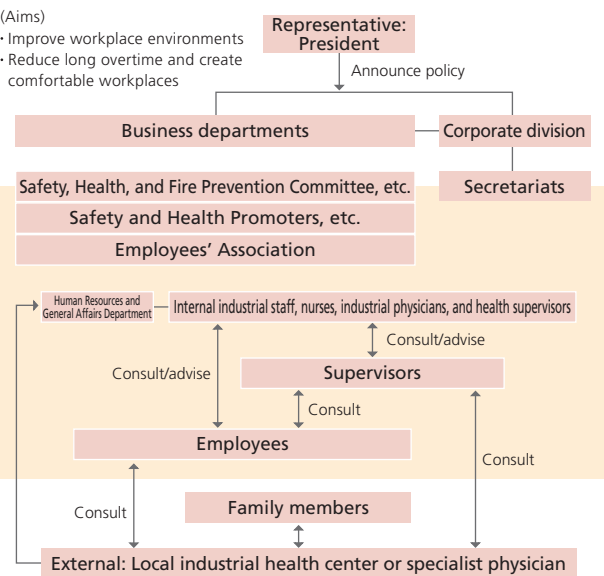 (Aims)
・Improve workplace environments
・Reduce long overtime and create
comfortable workplaces
Representative:
President
Announce policy
Business departments
Corporate division
Safety, Health, and Fire Prevention Committee, etc.
Secretariats
Safety and Health Promoters, etc.
Employees’ Association
Human Resources and
General Affairs Department
Internal industrial staff, nurses, industrial physicians, and health supervisors
Consult/advise
Consult/advise
Supervisors
Consult
Employees
Consult
Consult
Family members
External: Local industrial health center or specialist physician